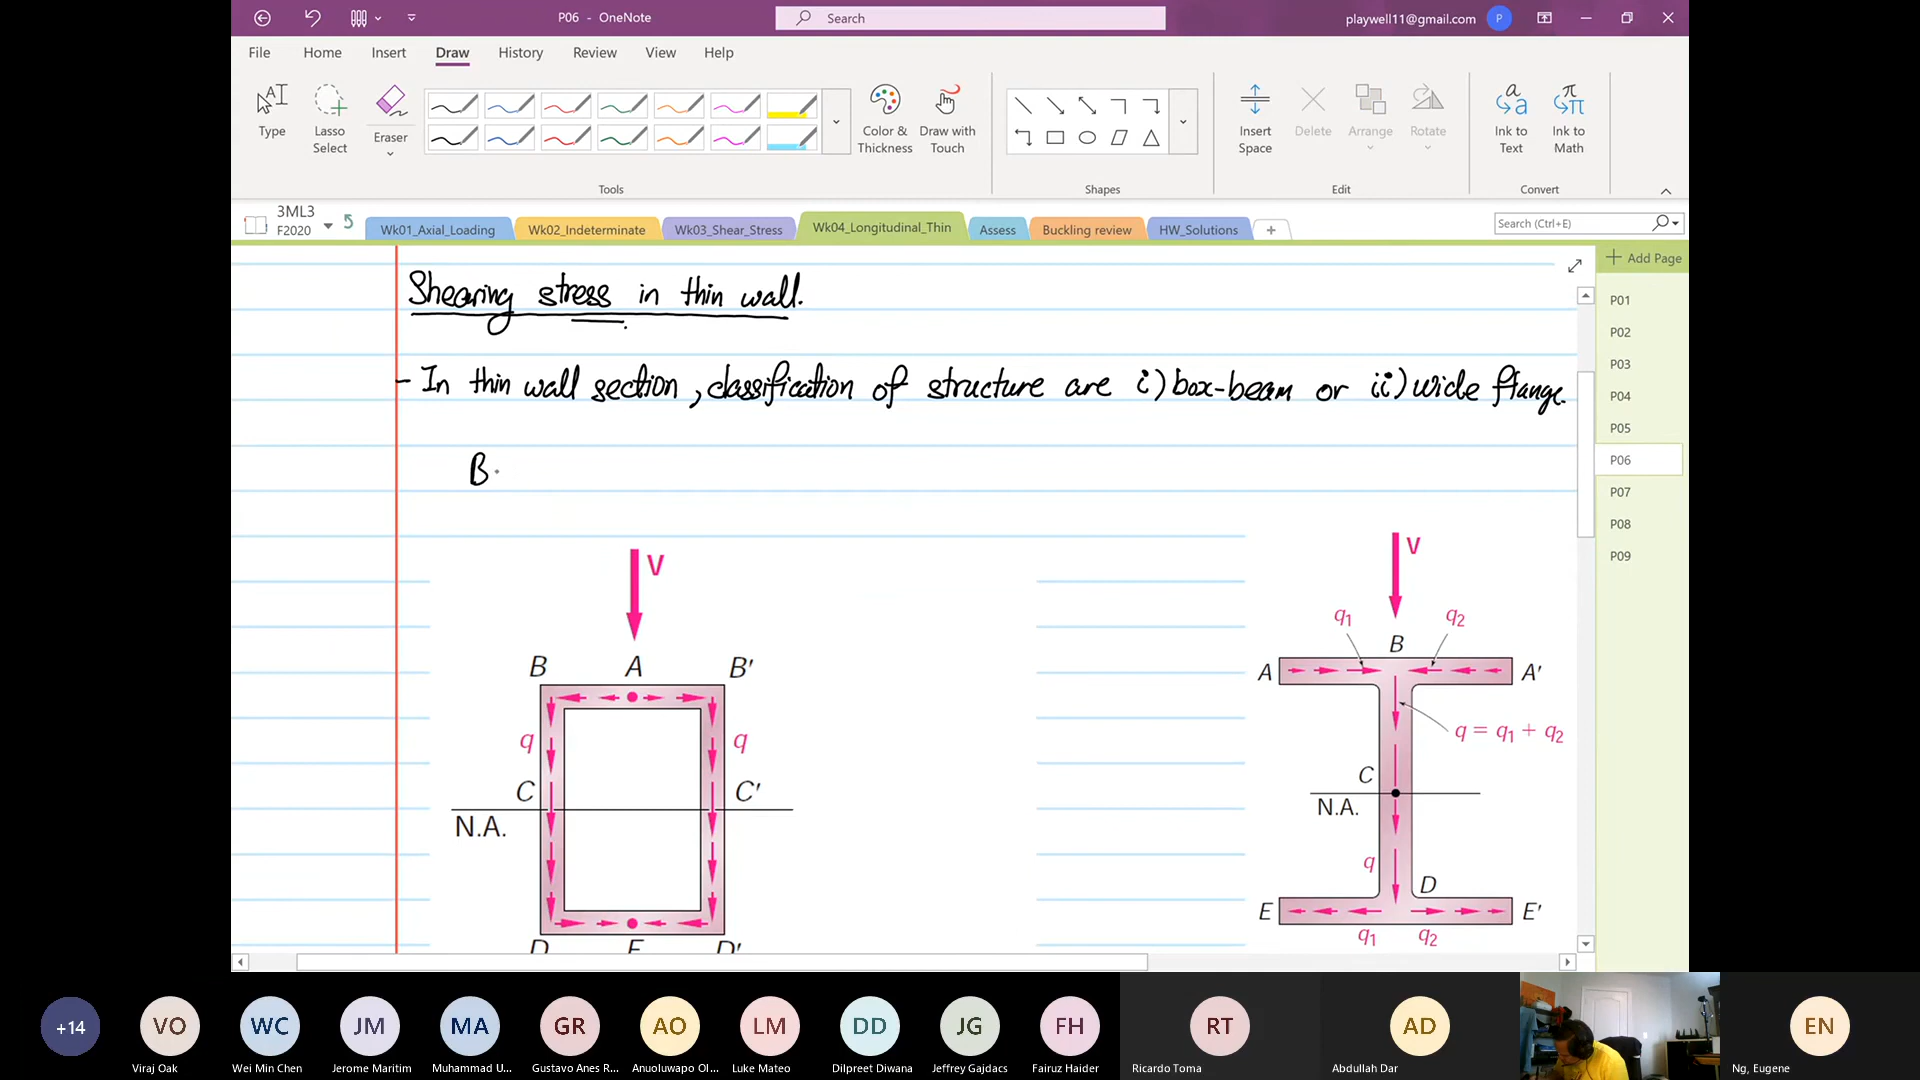 P06 - OneNote
Search
playwell11@gmail.com
P
File Home Insert Draw History Review View Help
Type
Lasso Select
Eraser
Color & Thickness
Draw with Touch
Insert Space
Delete
Arrange
Rotate
Ink to Text
Ink to Math
Tools
Shapes
Edit
Convert
3ML3
F2020
Wk01_Axial_Loading Wk02_Indeterminate Wk03_Shear_Stress Wk04_Longitudinal_Thin Assess Buckling review HW_Solutions +
Search (Ctrl+E)
Add Page
P01
P02
P03
P04
P05
P06
P07
P08
P09
Shearing stress in thin wall.
- In thin wall section, classification of structure are i) box-beam or ii) wide flange.
B
V
B A B'
q q
C C'
N.A.
D E D'
V
q1 q2
B
A A'
q = q1 + q2
C
N.A.
q
D
E E'
q1 q2
+14 VO WC JM MA GR AO LM DD JG FH RT AD EN
Viraj Oak Wei Min Chen Jerome Maritim Muhammad U... Gustavo Anes R... Anuoluwapo Ol... Luke Mateo Dilpreet Diwana Jeffrey Gajdacs Fairuz Haider Ricardo Toma Abdullah Dar Ng, Eugene